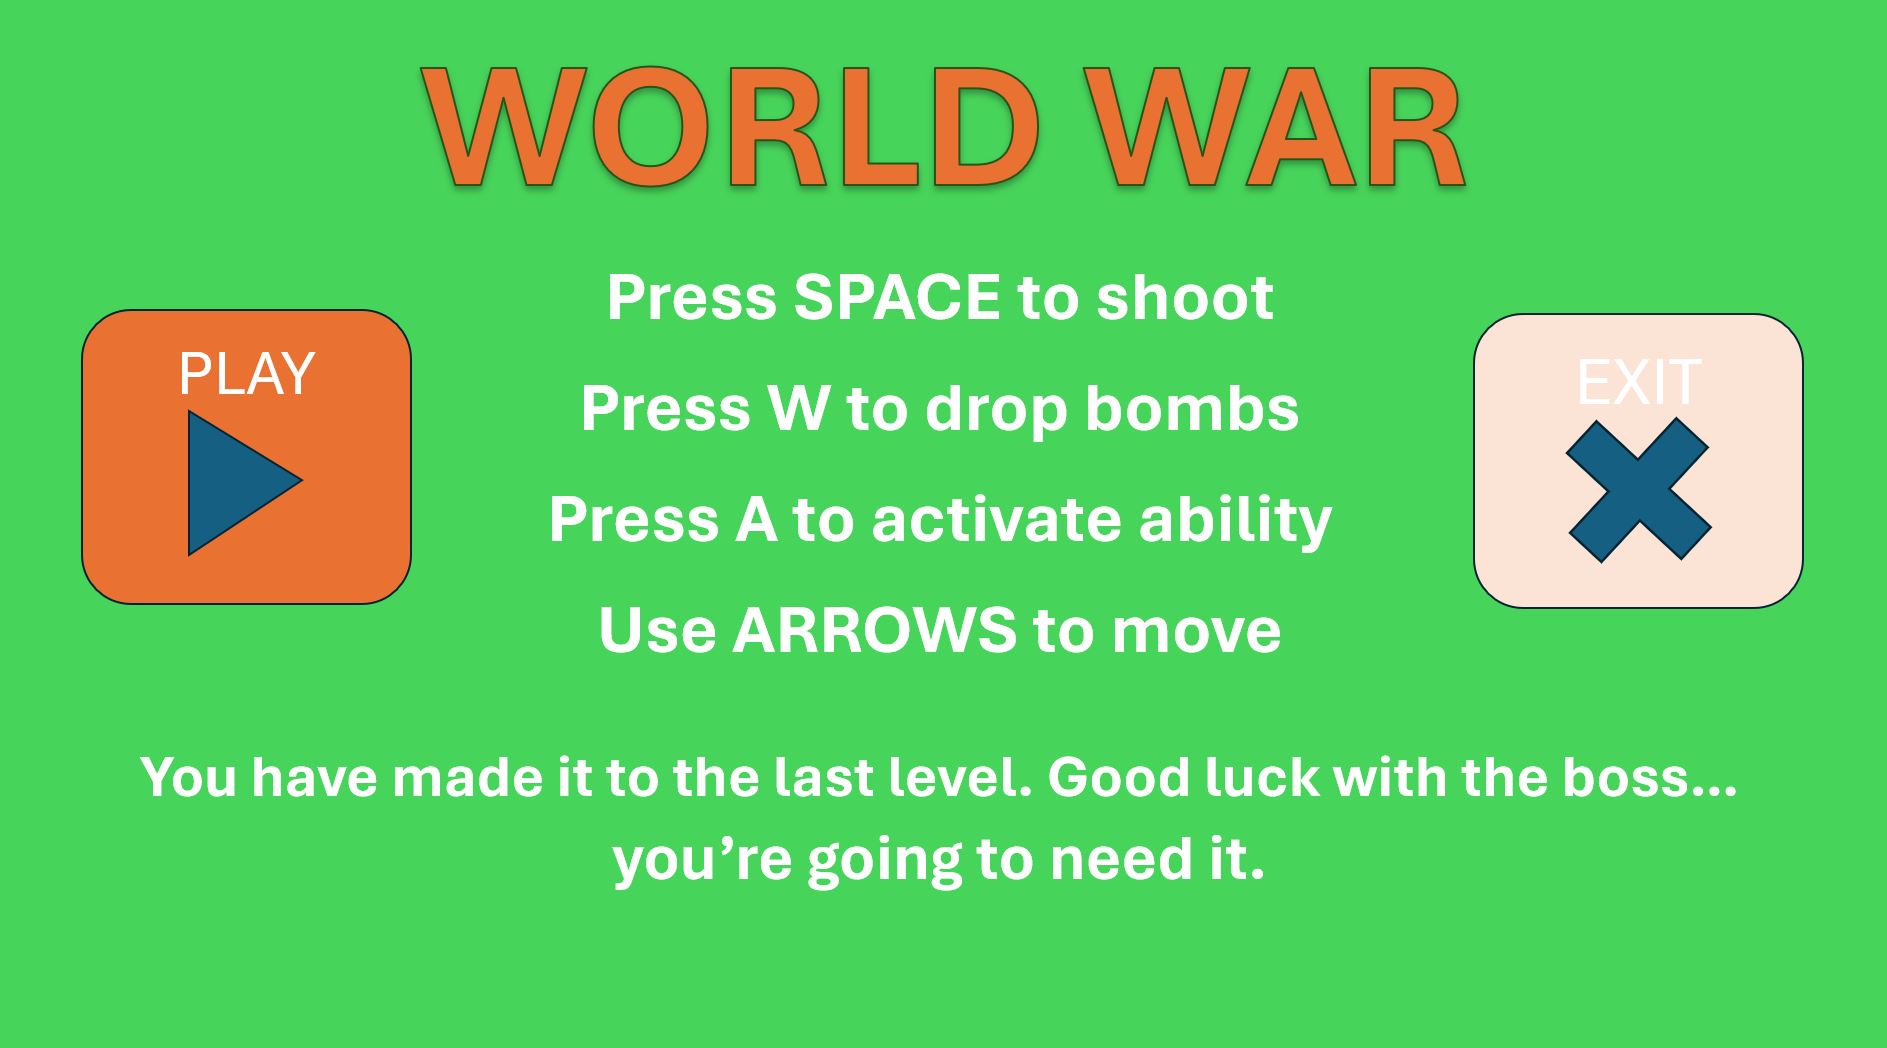 WORLD WAR
Press SPACE to shoot
PLAY
EXIT
Press W to drop bombs
Press A to activate ability
Use ARROWS to move
You have made it to the last level. Good luck with the boss...
you’re going to need it.